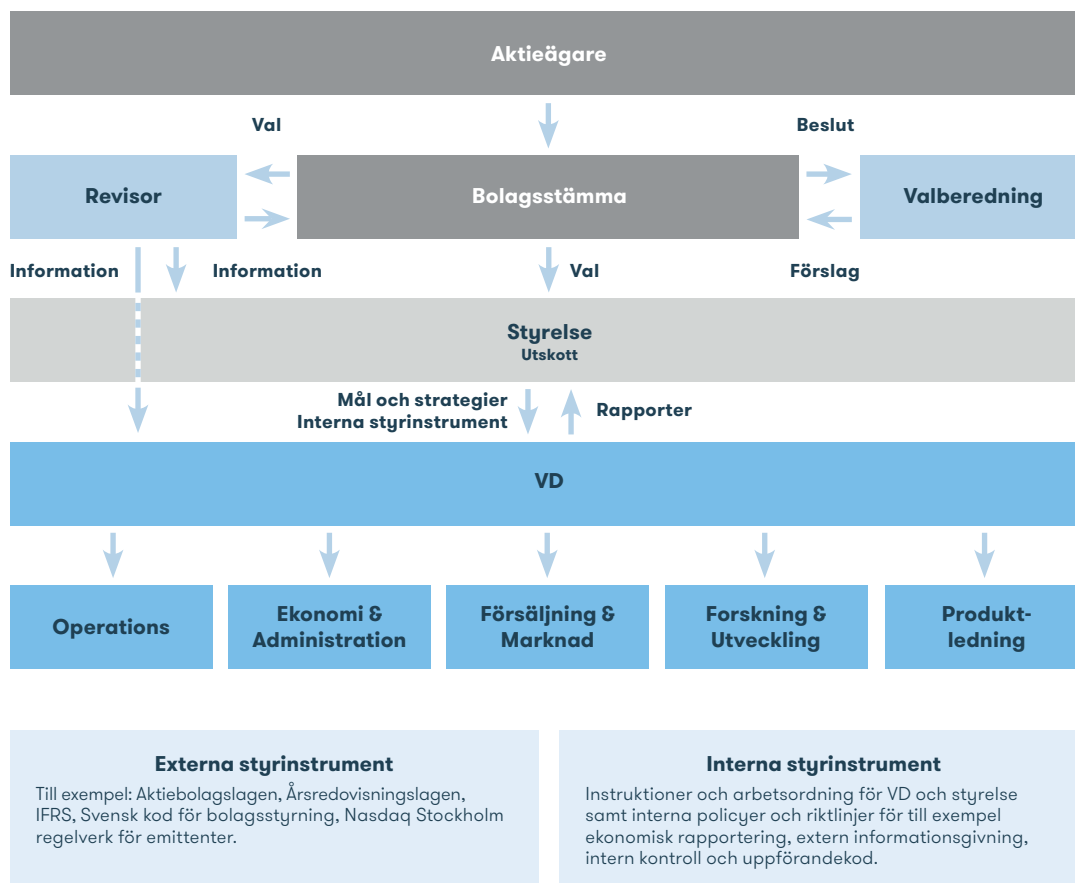 Aktieägare
Val
Beslut
Revisor
Bolagsstämma
Valberedning
Information
Information
Val
Förslag
Styrelse
Utskott
Mål och strategier
Interna styrinstrument
Rapporter
VD
Operations
Ekonomi &
Administration
Försäljning &
Marknad
Forskning &
Utveckling
Produkt-
ledning
Externa styrinstrument
Till exempel: Aktiebolagslagen, Årsredovisningslagen,
IFRS, Svensk kod för bolagsstyrning, Nasdaq Stockholm
regelverk för emittenter.
Interna styrinstrument
Instruktioner och arbetsordning för VD och styrelse
samt interna policyer och riktlinjer för till exempel
ekonomisk rapportering, extern informationsgivning,
intern kontroll och uppförandekod.